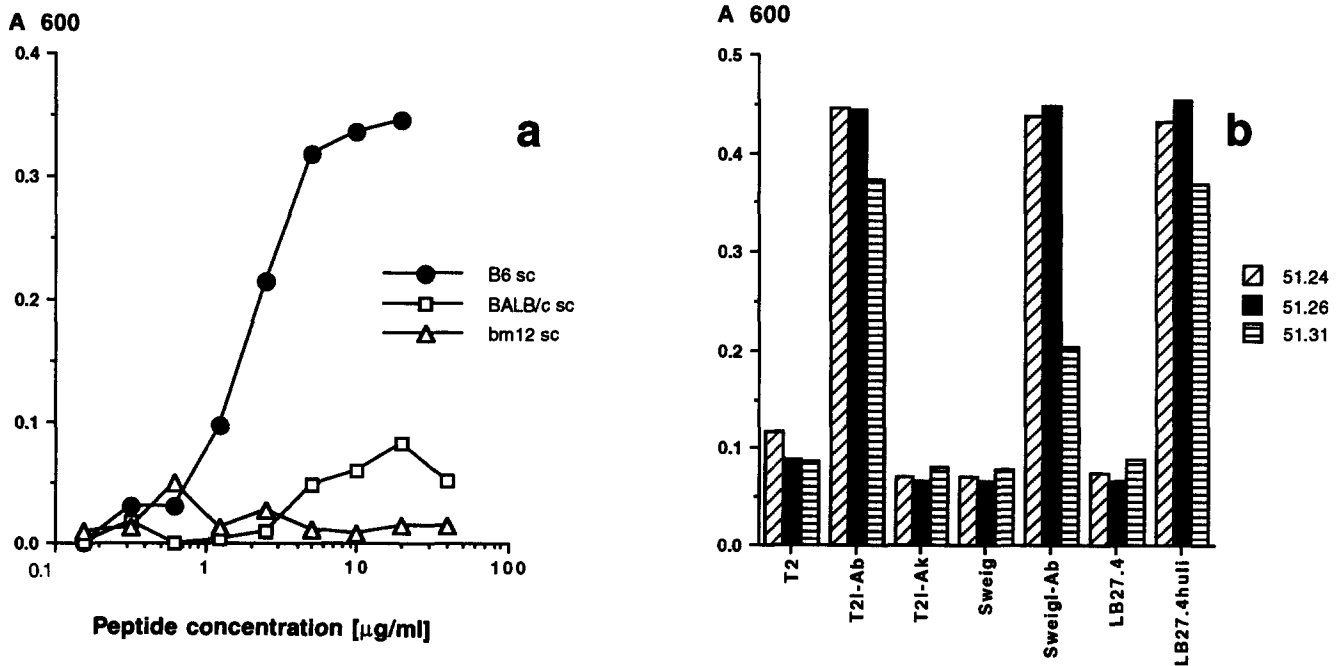 A 600
0.4
0.3
0.2
0.1
0.0
0.1
1
10
100
Peptide concentration [µg/ml]
a
B6 sc
BALB/c sc
bm12 sc
A 600
0.5
0.4
0.3
0.2
0.1
0.0
T2
T2I-Ab
T2I-Ak
Sweig
SweigI-Ab
LB27.4
LB27.4huIi
b
51.24
51.26
51.31